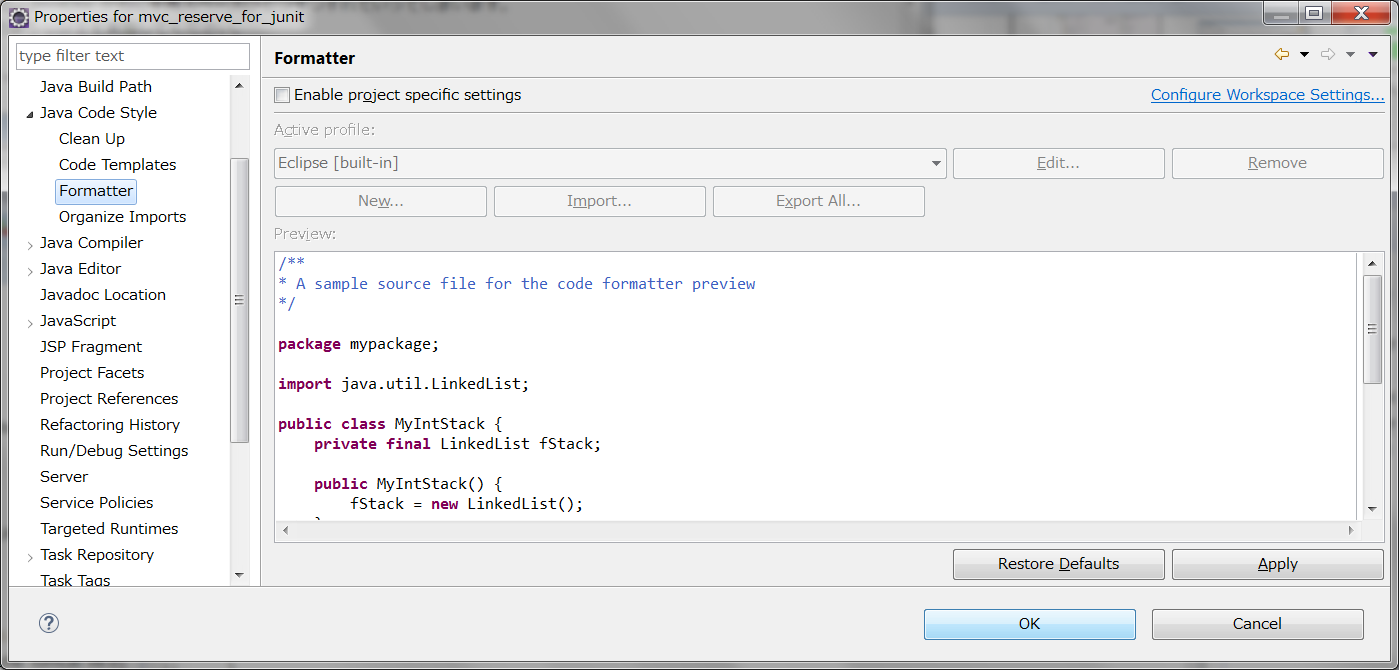 Properties for mvc_reserve_for_junit
type filter text
Java Build Path
Java Code Style
Clean Up
Code Templates
Formatter
Organize Imports
Java Compiler
Java Editor
Javadoc Location
JavaScript
JSP Fragment
Project Facets
Project References
Refactoring History
Run/Debug Settings
Server
Service Policies
Targeted Runtimes
Task Repository
Task Tags
Formatter
Enable project specific settings
Configure Workspace Settings...
Active profile:
Eclipse [built-in]
Edit...
Remove
New...
Import...
Export All...
Preview:
/**
* A sample source file for the code formatter preview
*/
package mypackage;
import java.util.LinkedList;
public class MyIntStack {
private final LinkedList fStack;
public MyIntStack() {
fStack = new LinkedList();
Restore Defaults
Apply
OK
Cancel